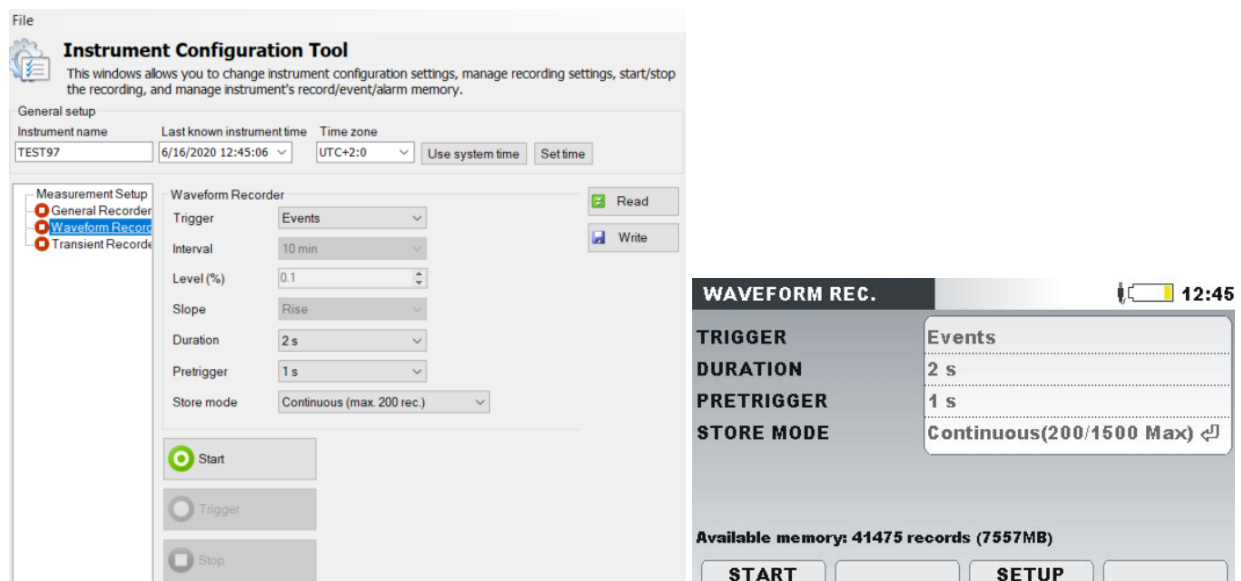 File
Instrument Configuration Tool
This windows allows you to change instrument configuration settings, manage recording settings, start/stop
the recording, and manage instrument's record/event/alarm memory.
General setup
Instrument name Last known instrument time Time zone
TEST97 6/16/2020 12:45:06 UTC+2:0 Use system time Set time
Measurement Setup
General Recorder
Waveform Record
Transient Recorde
Waveform Recorder
Trigger Events
Interval 10 min
Level (%) 0.1
Slope Rise
Duration 2 s
Pretrigger 1 s
Store mode Continuous (max. 200 rec.)
Read
Write
Start
Trigger
Stop
WAVEFORM REC. 12:45
TRIGGER Events
DURATION 2 s
PRETRIGGER 1 s
STORE MODE Continuous(200/1500 Max)
Available memory: 41475 records (7557MB)
START SETUP